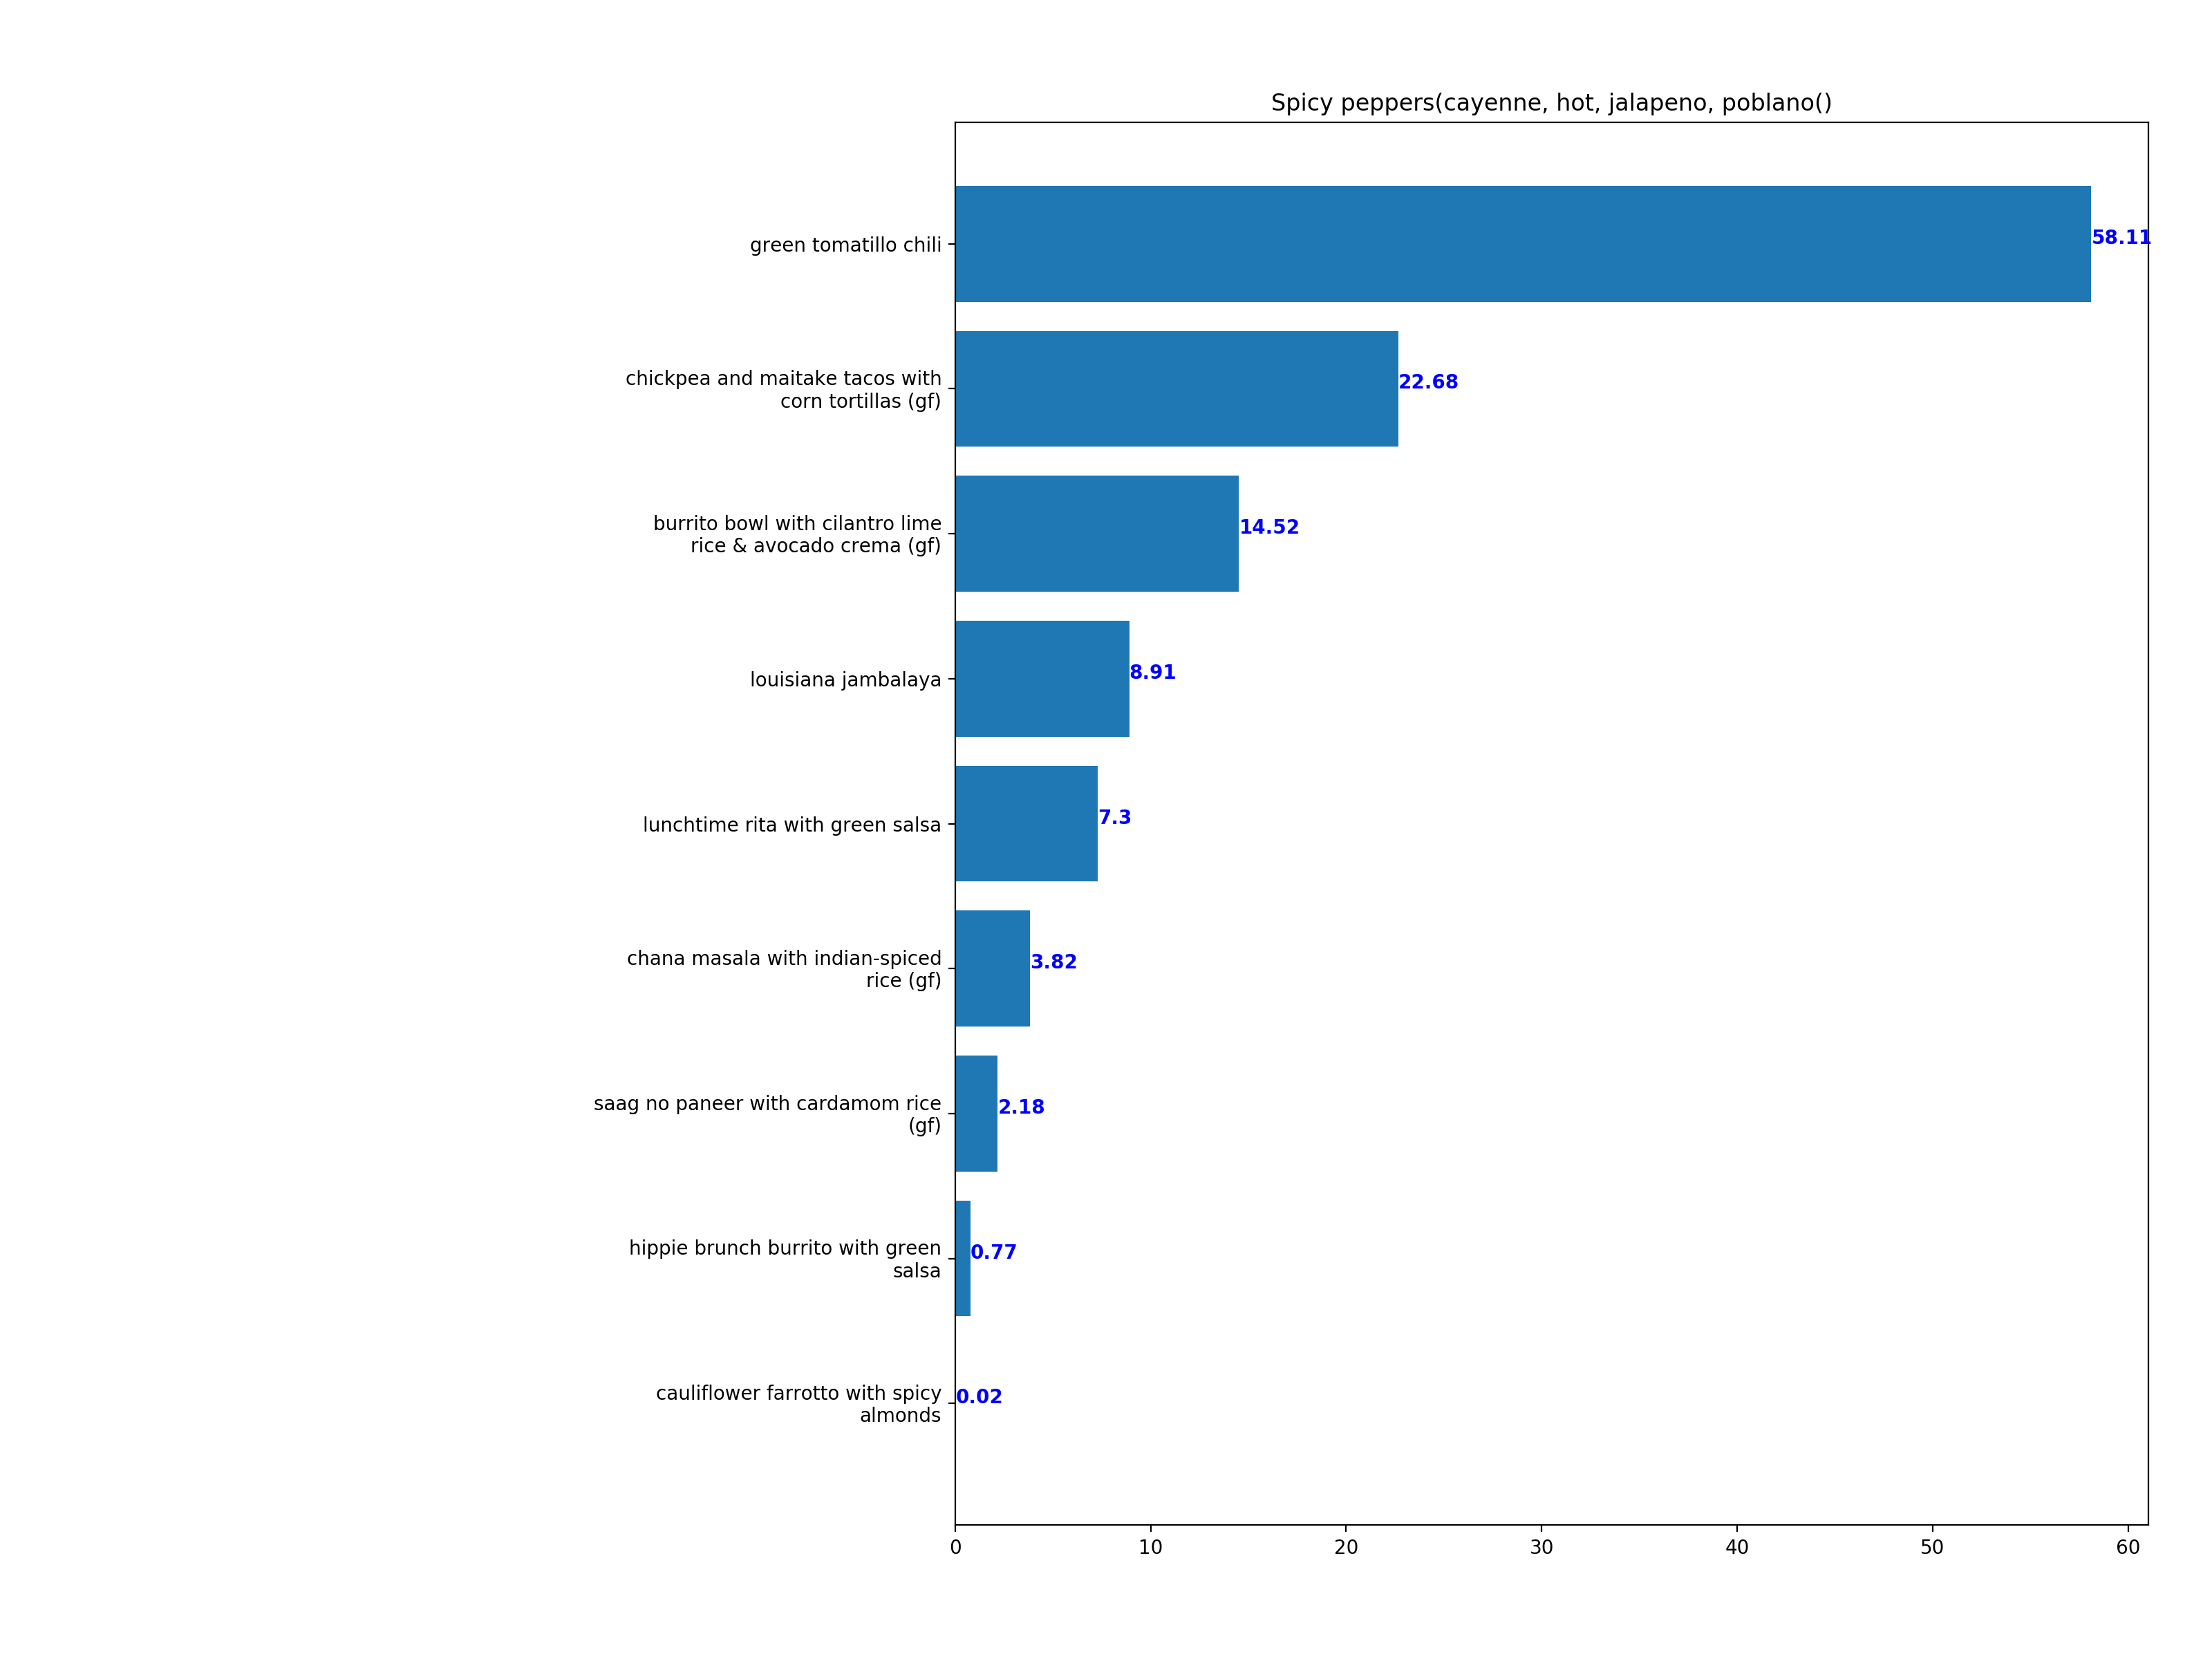 Spicy peppers(cayenne, hot, jalapeno, poblano()
green tomatillo chili
58.11
chickpea and maitake tacos with
corn tortillas (gf)
22.68
burrito bowl with cilantro lime
rice & avocado crema (gf)
14.52
louisiana jambalaya
8.91
lunchtime rita with green salsa
7.3
chana masala with indian-spiced
rice (gf)
3.82
saag no paneer with cardamom rice
(gf)
2.18
hippie brunch burrito with green
salsa
0.77
cauliflower farrotto with spicy
almonds
0.02
0 10 20 30 40 50 60